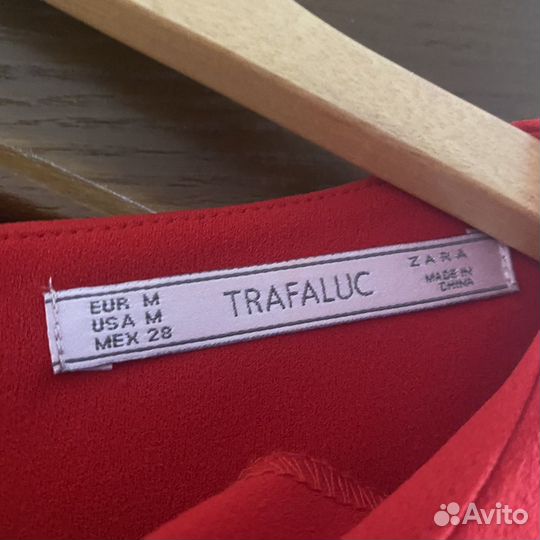 EUR M
USA M
MEX 28
TRAFALUC
ZARA
MADE IN
CHINA
Avito